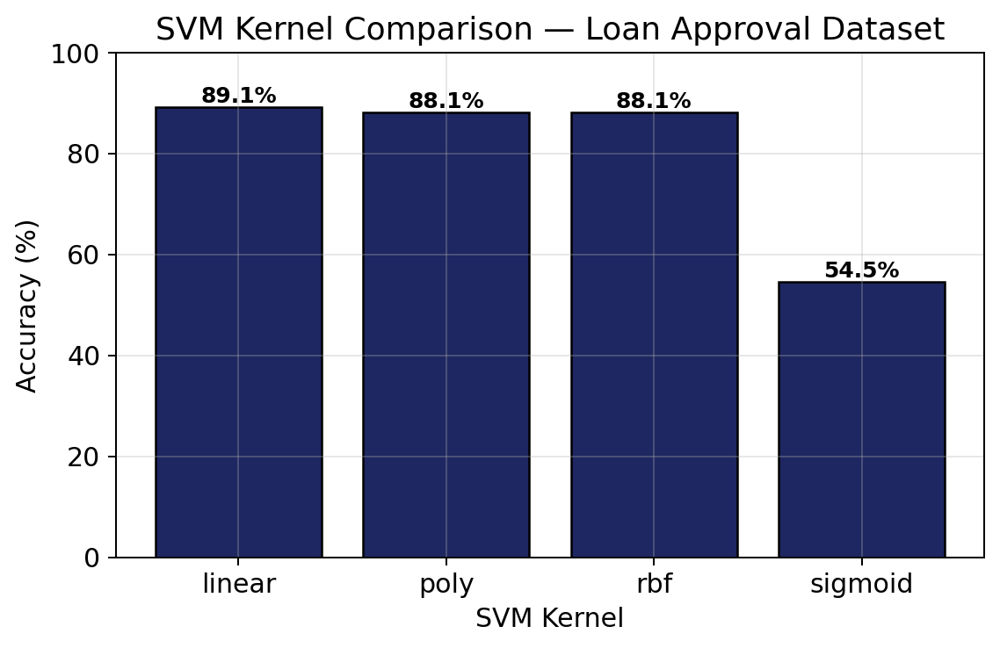 SVM Kernel Comparison — Loan Approval Dataset
100
80
60
40
20
0
Accuracy (%)
89.1%
88.1%
88.1%
54.5%
linear
poly
rbf
sigmoid
SVM Kernel